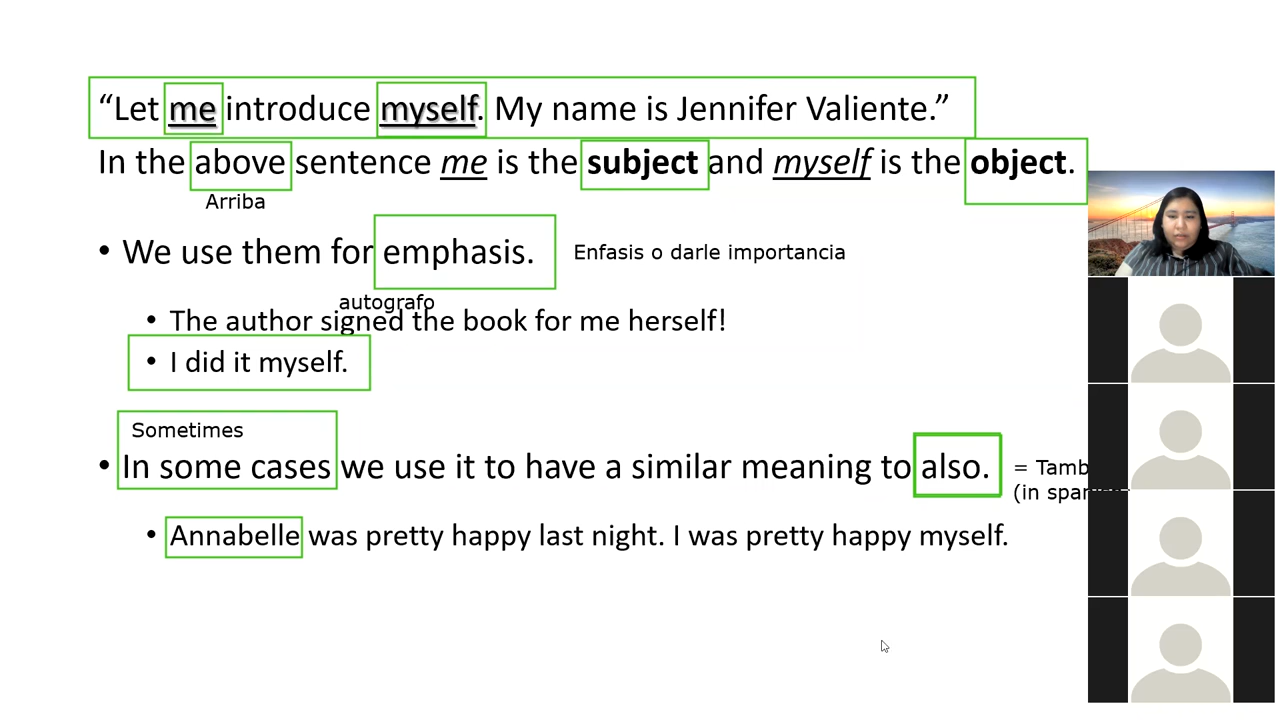 “Let me introduce myself. My name is Jennifer Valiente.”
In the above sentence me is the subject and myself is the object.
Arriba
• We use them for emphasis. Enfasis o darle importancia
autografo
• The author signed the book for me herself!
• I did it myself.
Sometimes
• In some cases we use it to have a similar meaning to also. = Tamb
(in
• Annabelle was pretty happy last night. I was pretty happy myself.